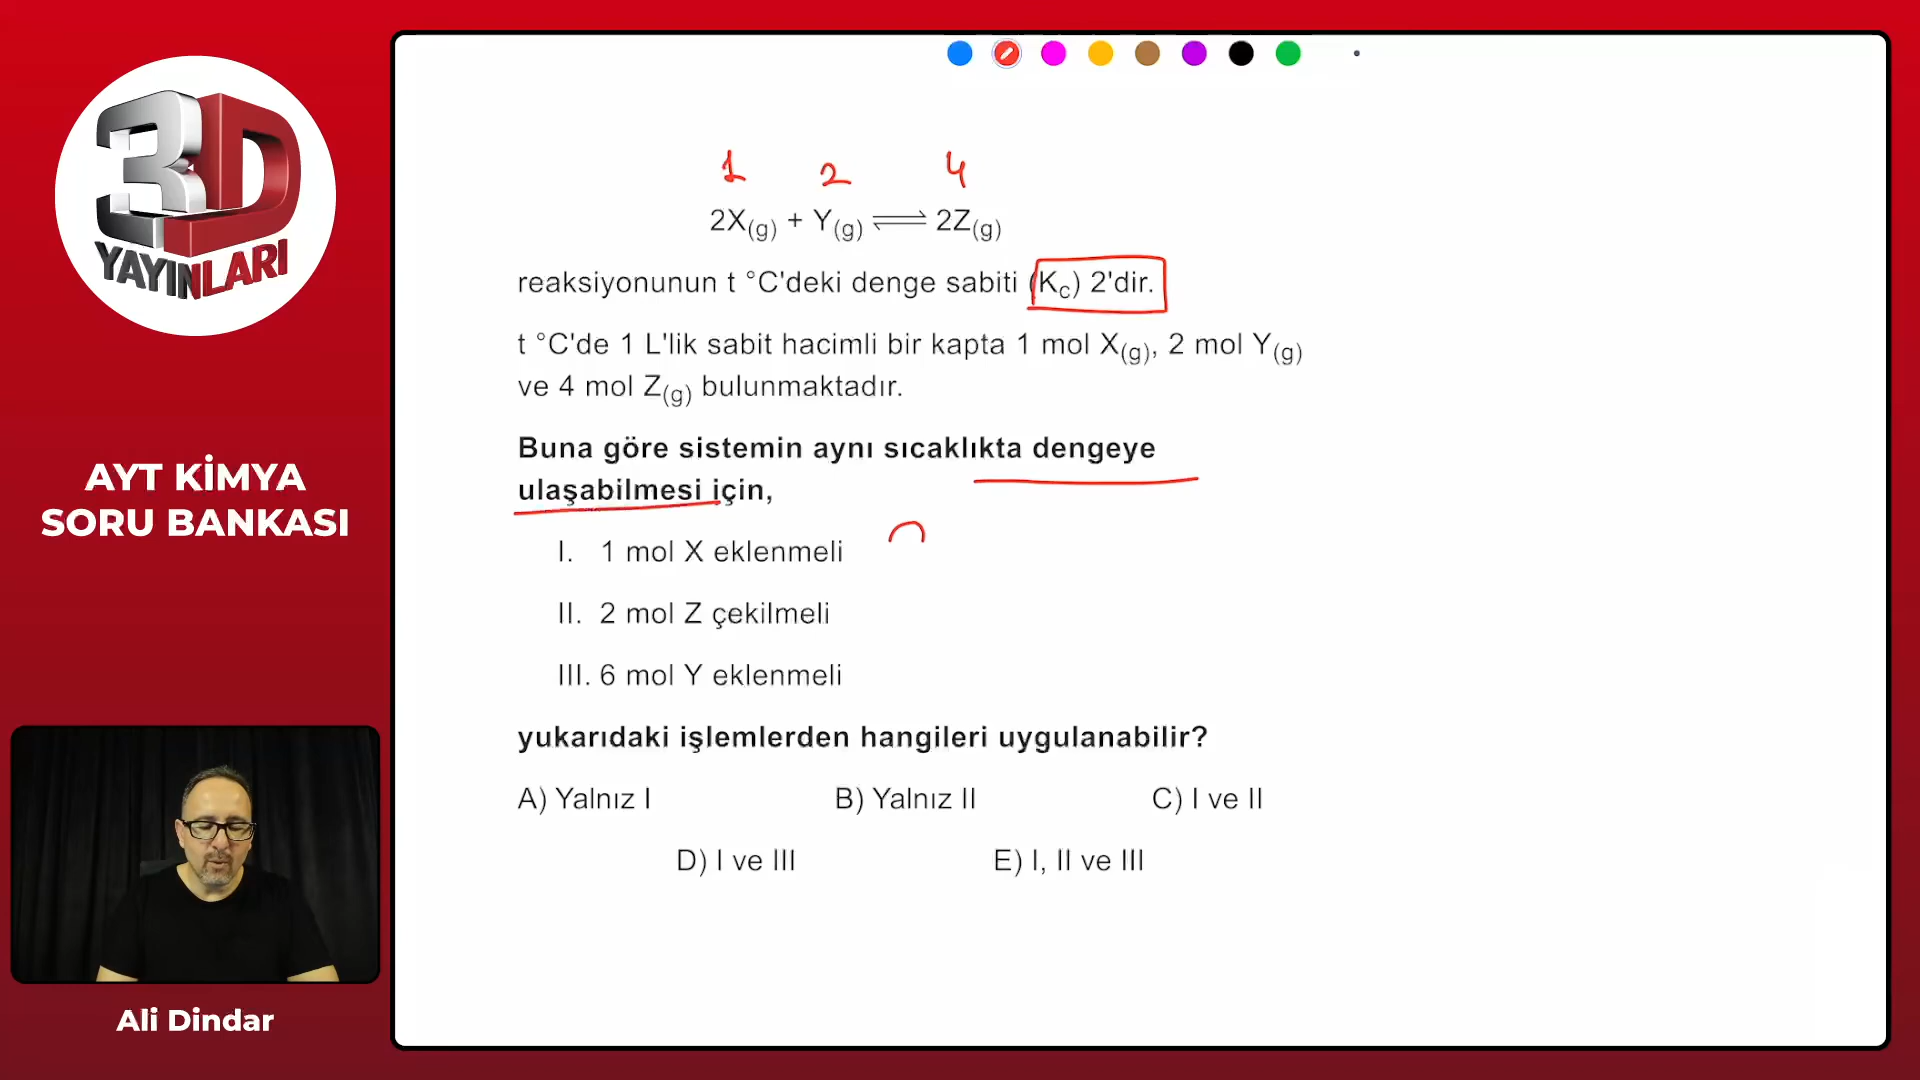 3D
YAYINLARI
AYT KİMYA
SORU BANKASI
Ali Dindar
1 2 4
2X(g) + Y(g) ⇌ 2Z(g)
reaksiyonunun t °C'deki denge sabiti (KC) 2'dir.
t °C'de 1 L'lik sabit hacimli bir kapta 1 mol X(g), 2 mol Y(g)
ve 4 mol Z(g) bulunmaktadır.
Buna göre sistemin aynı sıcaklıkta dengeye
ulaşabilmesi için,
I. 1 mol X eklenmeli
II. 2 mol Z çekilmeli
III. 6 mol Y eklenmeli
yukarıdaki işlemlerden hangileri uygulanabilir?
A) Yalnız I B) Yalnız II C) I ve II
D) I ve III E) I, II ve III